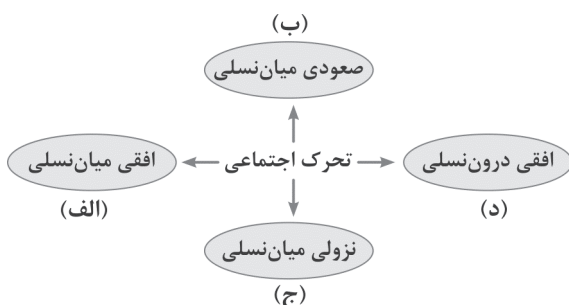 (ب)
صعودی میان‌نسلی
افقی درون‌نسلی
تحرک اجتماعی
افقی میان‌نسلی
(د)
(الف)
نزولی میان‌نسلی
(ج)